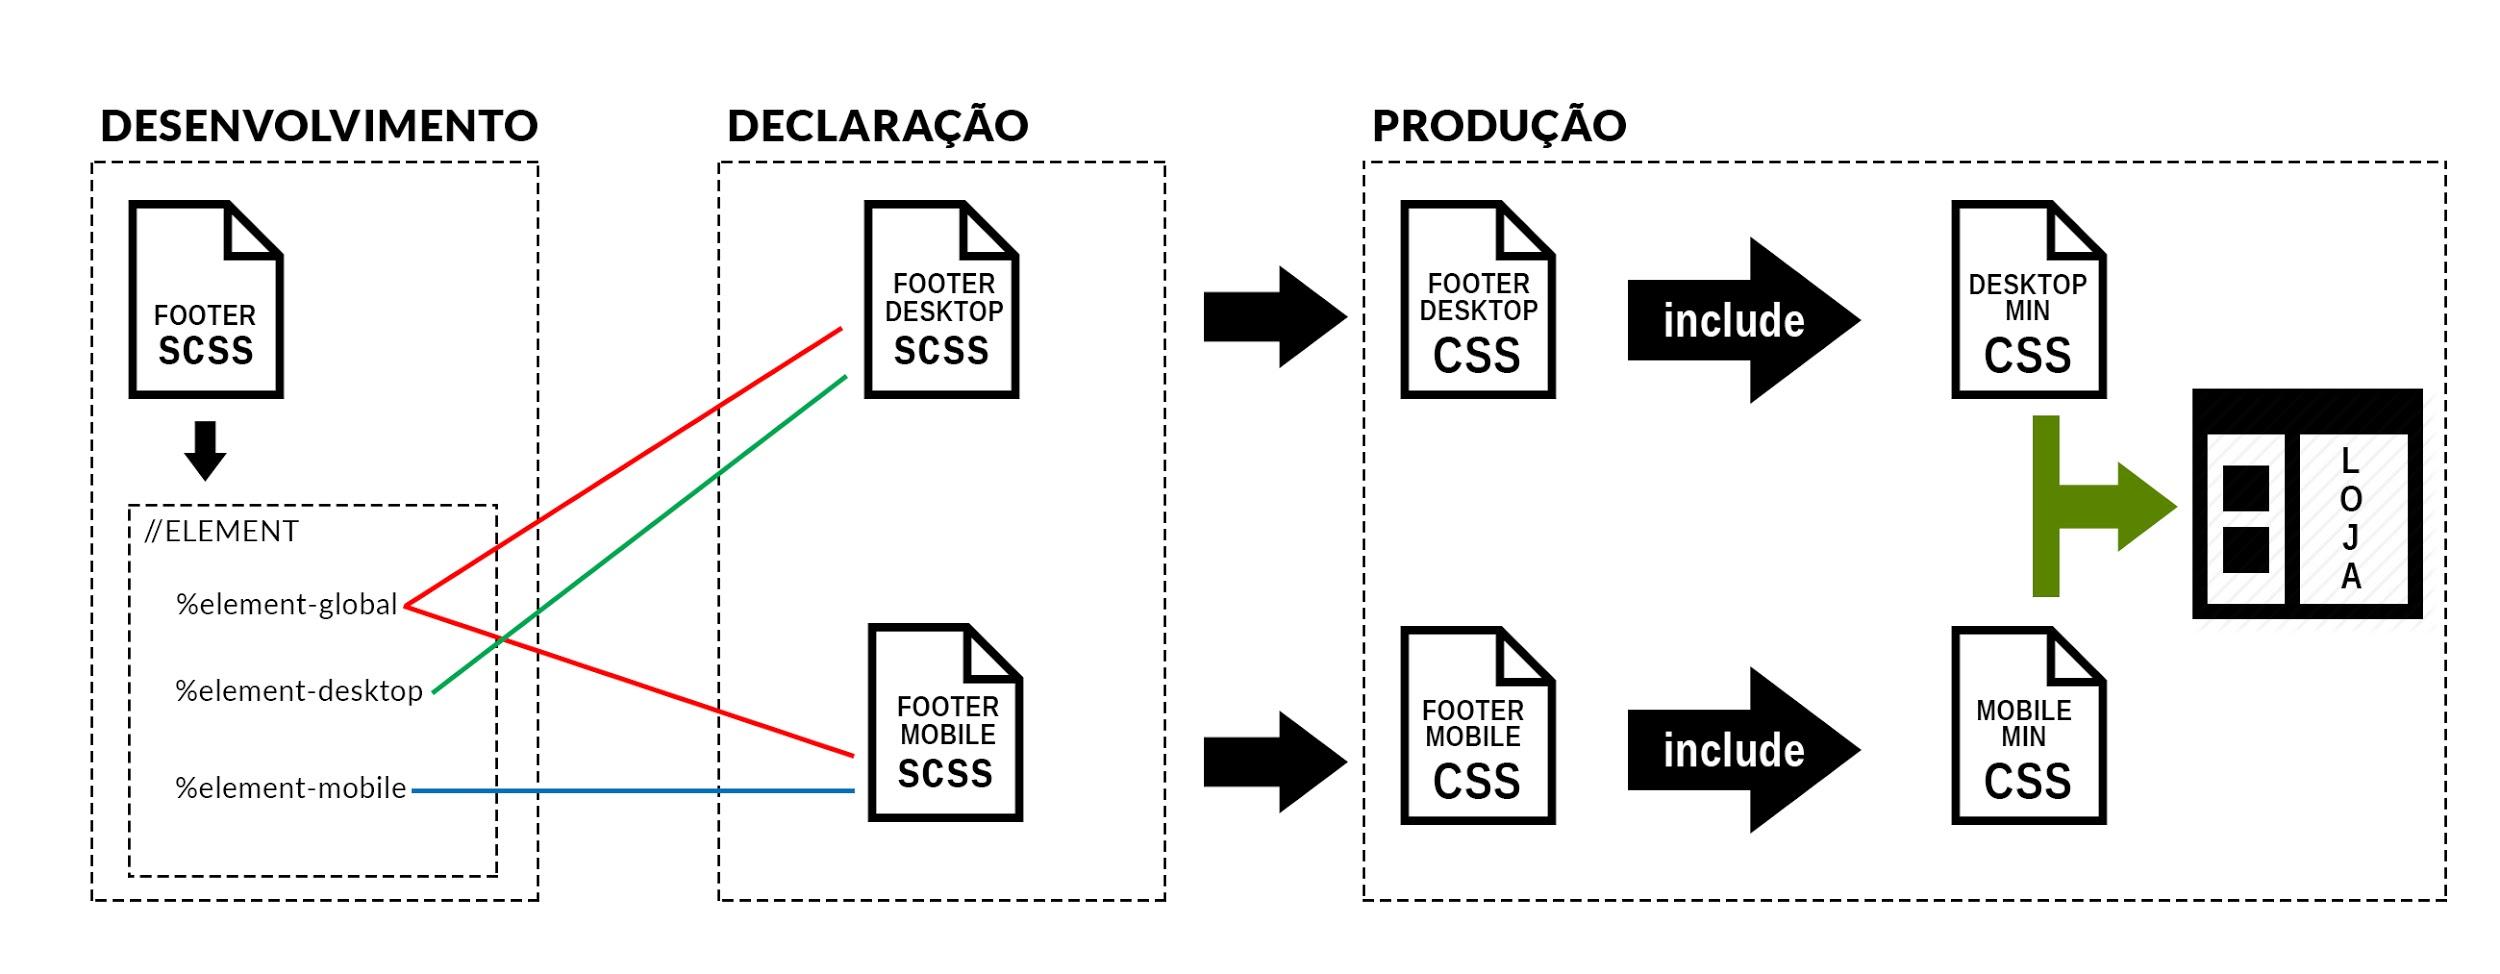 DESENVOLVIMENTO
FOOTER
SCSS
//ELEMENT
%element-global
%element-desktop
%element-mobile
DECLARAÇÃO
FOOTER
DESKTOP
SCSS
FOOTER
MOBILE
SCSS
PRODUÇÃO
FOOTER
DESKTOP
CSS
include
DESKTOP
MIN
CSS
FOOTER
MOBILE
CSS
include
MOBILE
MIN
CSS
L
O
J
A